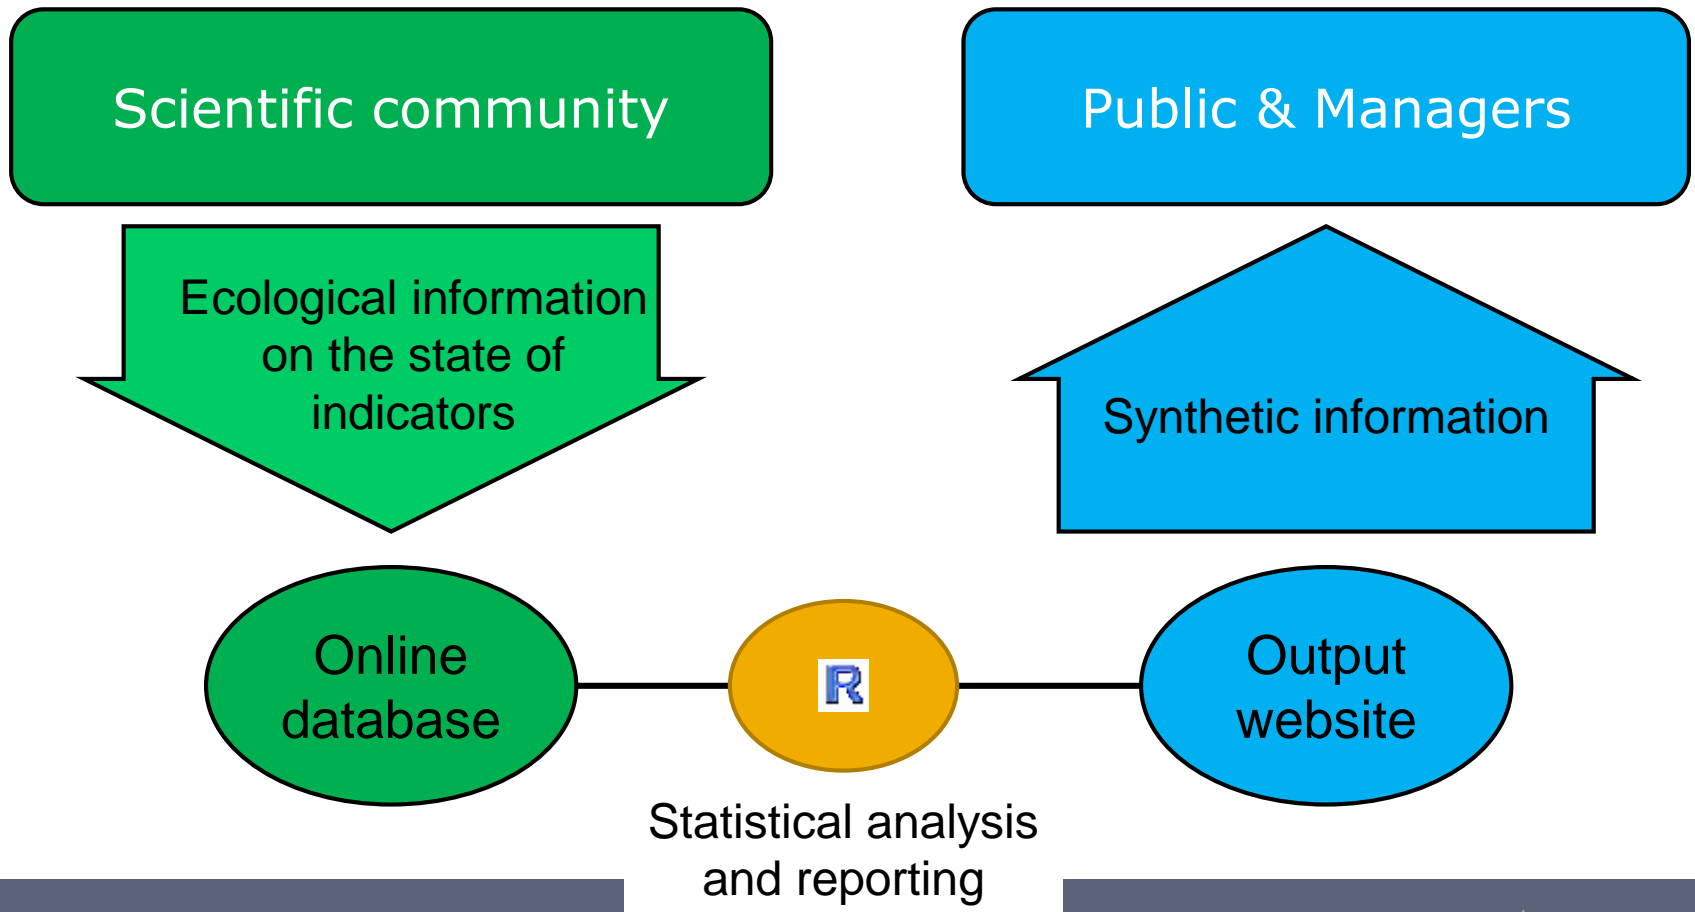 Scientific community
Public & Managers
Ecological information
on the state of
indicators
Synthetic information
Online
database
R
Output
website
Statistical analysis
and reporting